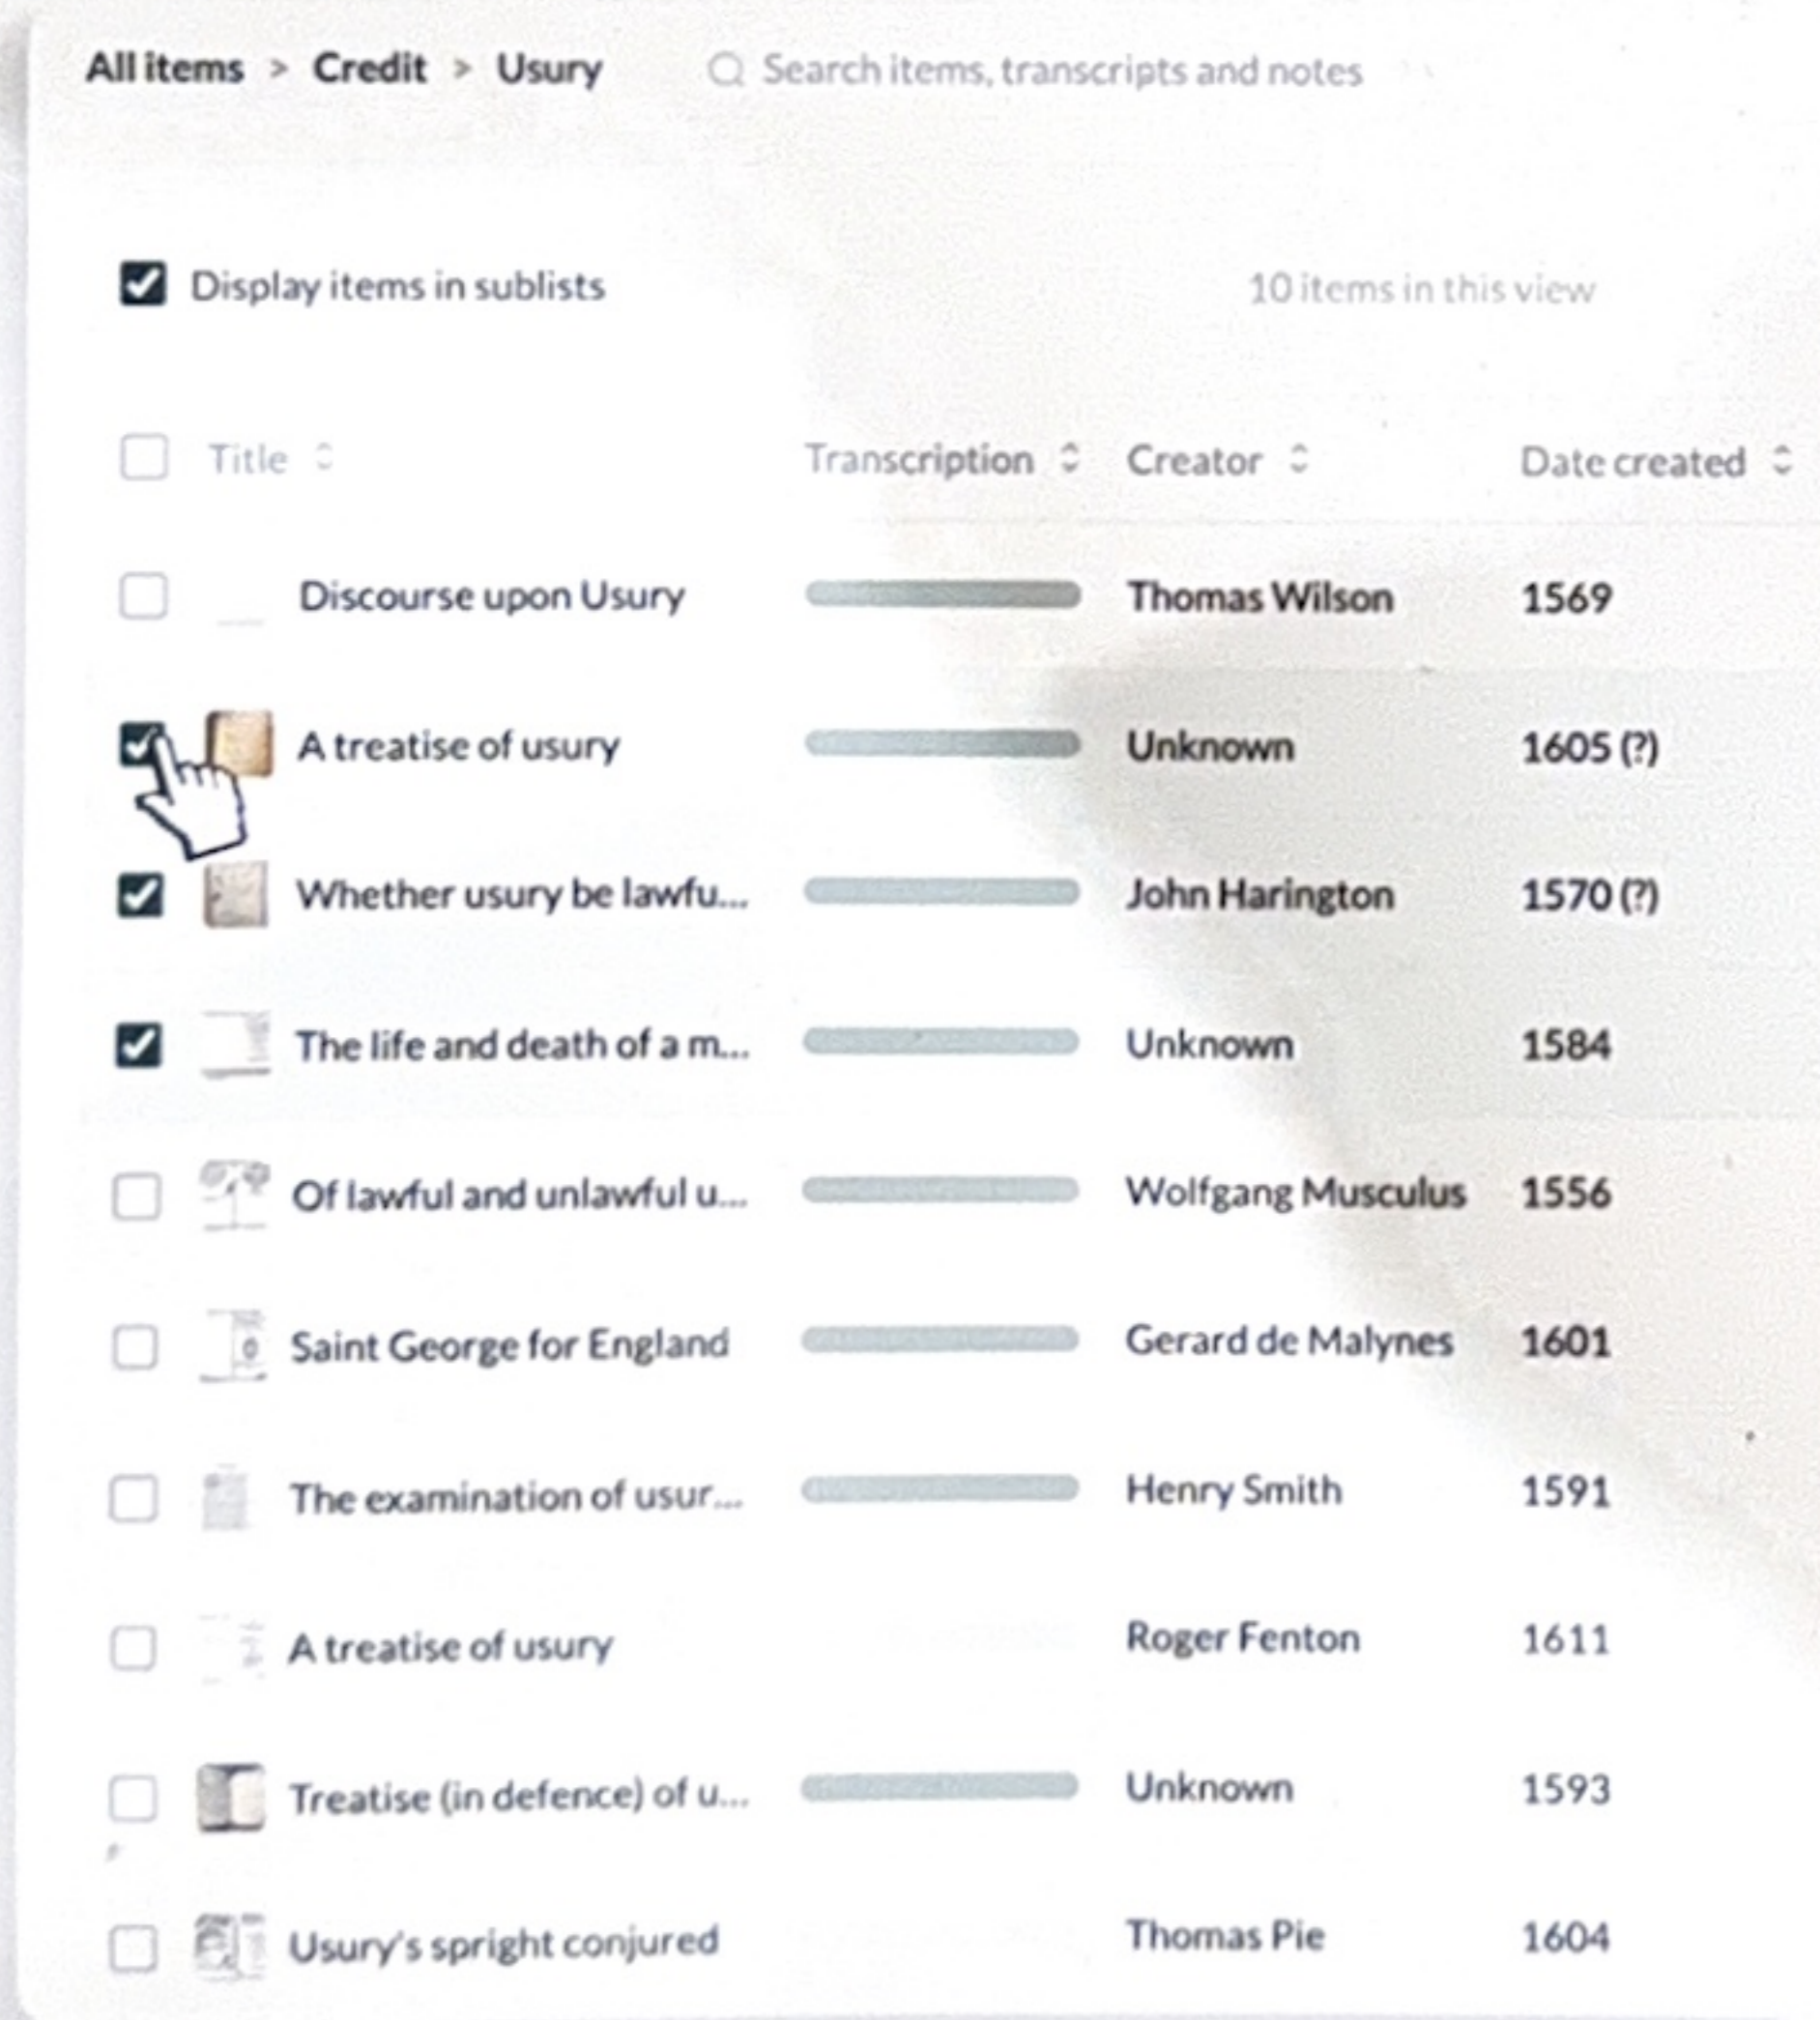 All items > Credit > Usury Search items, transcripts and notes
Display items in sublists 10 items in this view
Title Transcription Creator Date created
Discourse upon Usury Thomas Wilson 1569
A treatise of usury Unknown 1605 (?)
Whether usury be lawfu... John Harington 1570 (?)
The life and death of a m... Unknown 1584
Of lawful and unlawful u... Wolfgang Musculus 1556
Saint George for England Gerard de Malynes 1601
The examination of usur... Henry Smith 1591
A treatise of usury Roger Fenton 1611
Treatise (in defence) of u... Unknown 1593
Usury's spright conjured Thomas Pie 1604